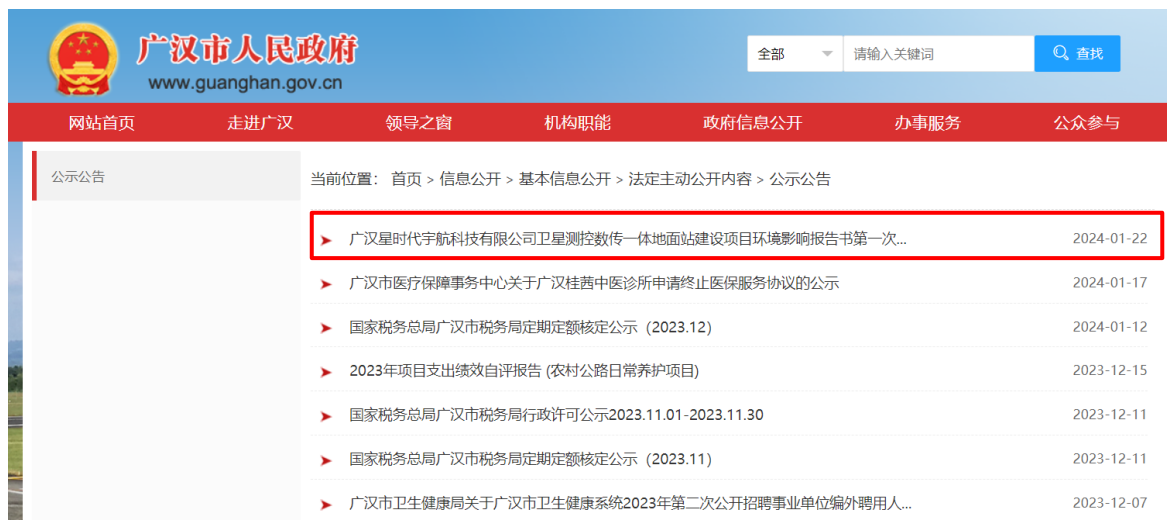 广汉市人民政府
www.guanghan.gov.cn
全部 请输入关键词 查找
网站首页 走进广汉 领导之窗 机构职能 政府信息公开 办事服务 公众参与
公示公告
当前位置： 首页 > 信息公开 > 基本信息公开 > 法定主动公开内容 > 公示公告
广汉星时代宇航科技有限公司卫星测控数传一体地面站建设项目环境影响报告书第一次... 2024-01-22
广汉市医疗保障事务中心关于广汉桂茜中医诊所申请终止医保服务协议的公示 2024-01-17
国家税务总局广汉市税务局定期定额核定公示（2023.12） 2024-01-12
2023年项目支出绩效自评报告 (农村公路日常养护项目) 2023-12-15
国家税务总局广汉市税务局行政许可公示2023.11.01-2023.11.30 2023-12-11
国家税务总局广汉市税务局定期定额核定公示（2023.11） 2023-12-11
广汉市卫生健康局关于广汉市卫生健康系统2023年第二次公开招聘事业单位编外聘用人... 2023-12-07